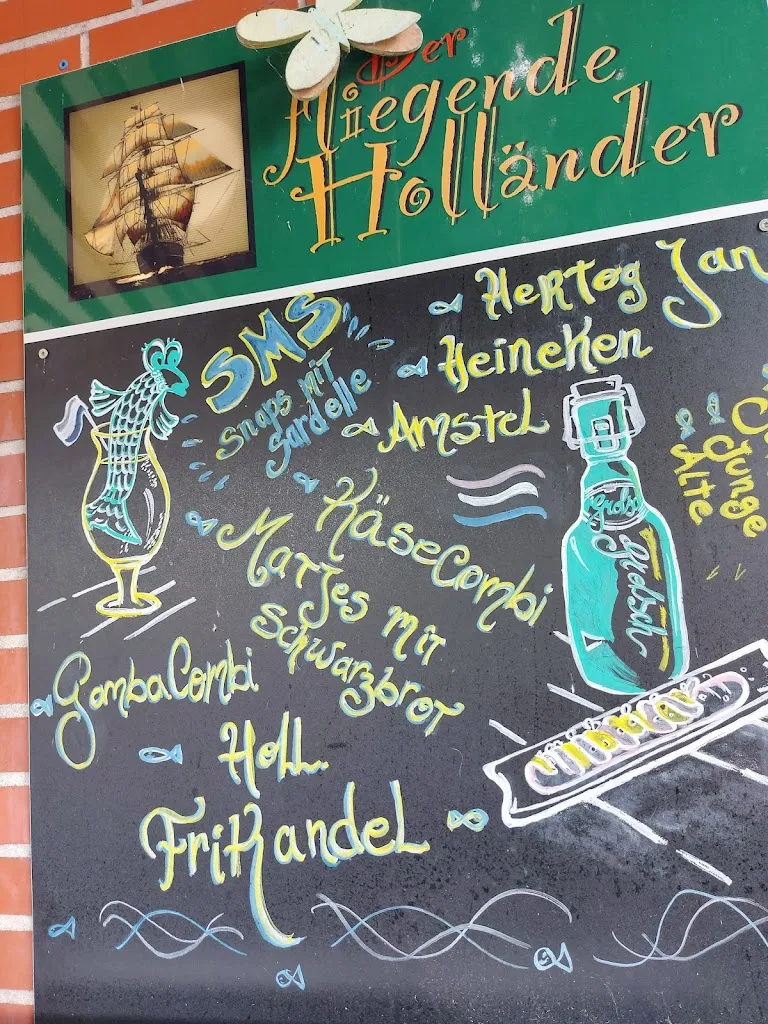 Der
Fliegende
Holländer
SMS
Snaps mit
Sardelle
Hertog Jan
Heineken
Amstel
KäseCombi
Matjes mit
Schwarzbrot
GambaCombi
Holl.
Frikandel
Grolsch
Junge
Alte